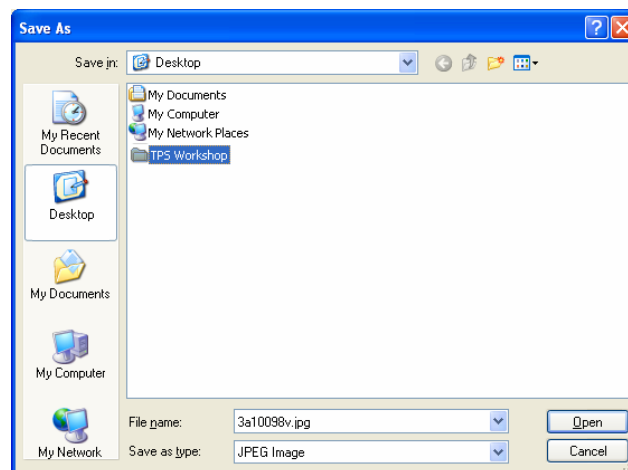 Save As
Save in:
Desktop
My Recent
Documents
Desktop
My Documents
My Computer
My Network
My Documents
My Computer
My Network Places
TPS Workshop
File name:
3a10098v.jpg
Open
Save as type:
JPEG Image
Cancel